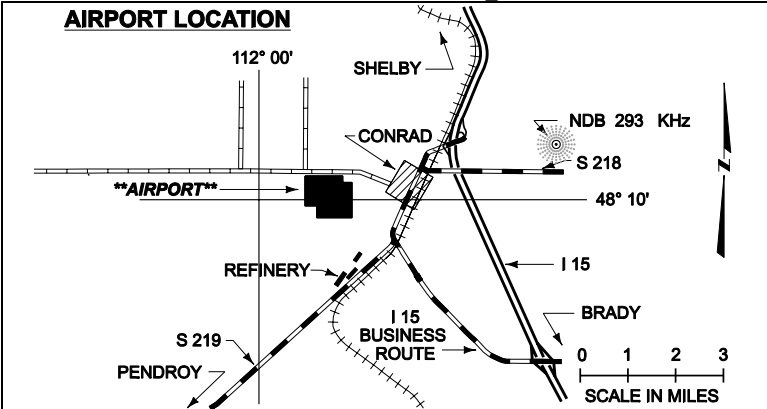 AIRPORT LOCATION
112° 00'
SHELBY
NDB 293 KHz
CONRAD
S 218
**AIRPORT**
48° 10'
N
REFINERY
I 15
I 15
BUSINESS
ROUTE
BRADY
S 219
PENDROY
0 1 2 3
SCALE IN MILES